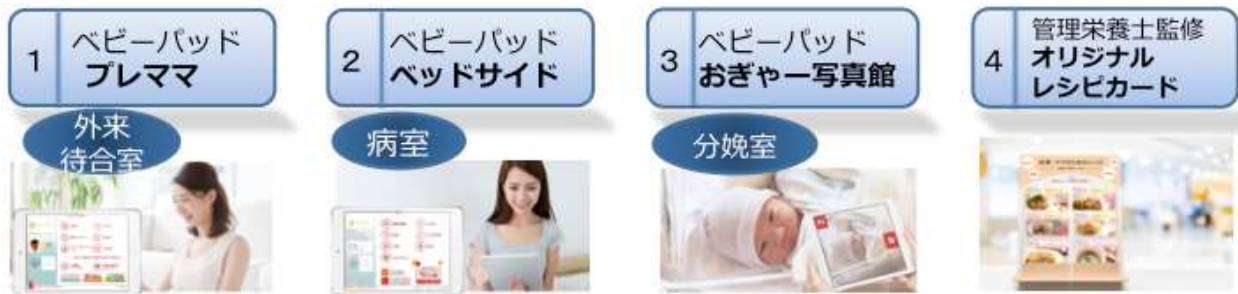 1
ベビーパッド
プレママ
外来
待合室
2
ベビーパッド
ベッドサイド
病室
3
ベビーパッド
おぎゃー写真館
分娩室
4
管理栄養士監修
オリジナル
レシピカード